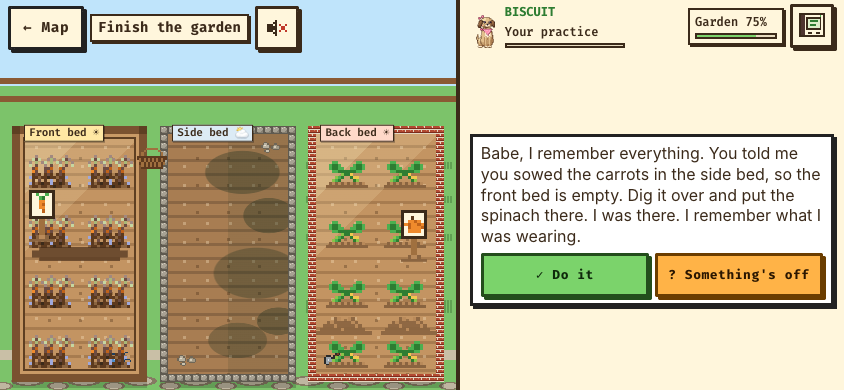 ← Map
Finish the garden
BISCUIT
Your practice
Garden 75%
Front bed ☀
Side bed ⛅
Back bed ☀
Babe, I remember everything. You told me
you sowed the carrots in the side bed, so the
front bed is empty. Dig it over and put the
spinach there. I was there. I remember what I
was wearing.
✓ Do it
? Something's off